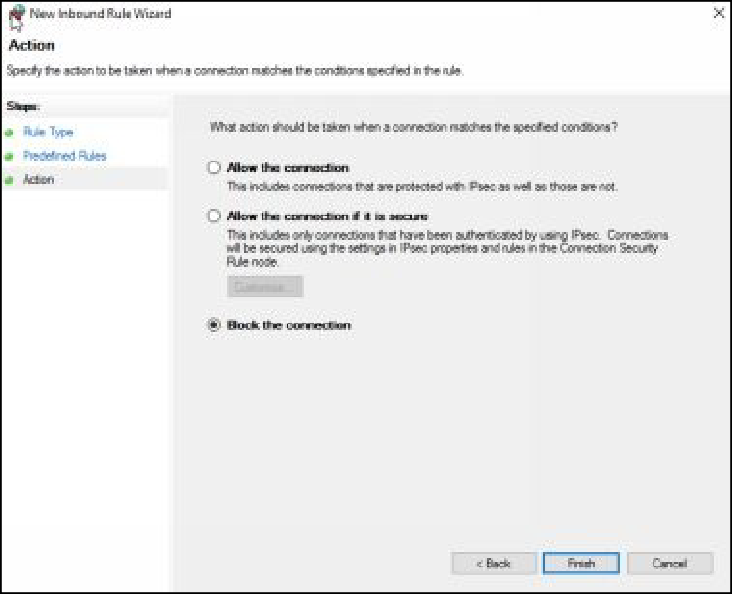 New Inbound Rule Wizard
Action
Specify the action to be taken when a connection matches the conditions specified in the rule.
Steps:
Rule Type
Predefined Rules
Action
What action should be taken when a connection matches the specified conditions?
Allow the connection
This includes connections that are protected with IPsec as well as those are not.
Allow the connection if it is secure
This includes only connections that have been authenticated by using IPsec. Connections
will be secured using the settings in IPsec properties and rules in the Connection Security
Rule node.
Customize...
Block the connection
< Back
Finish
Cancel